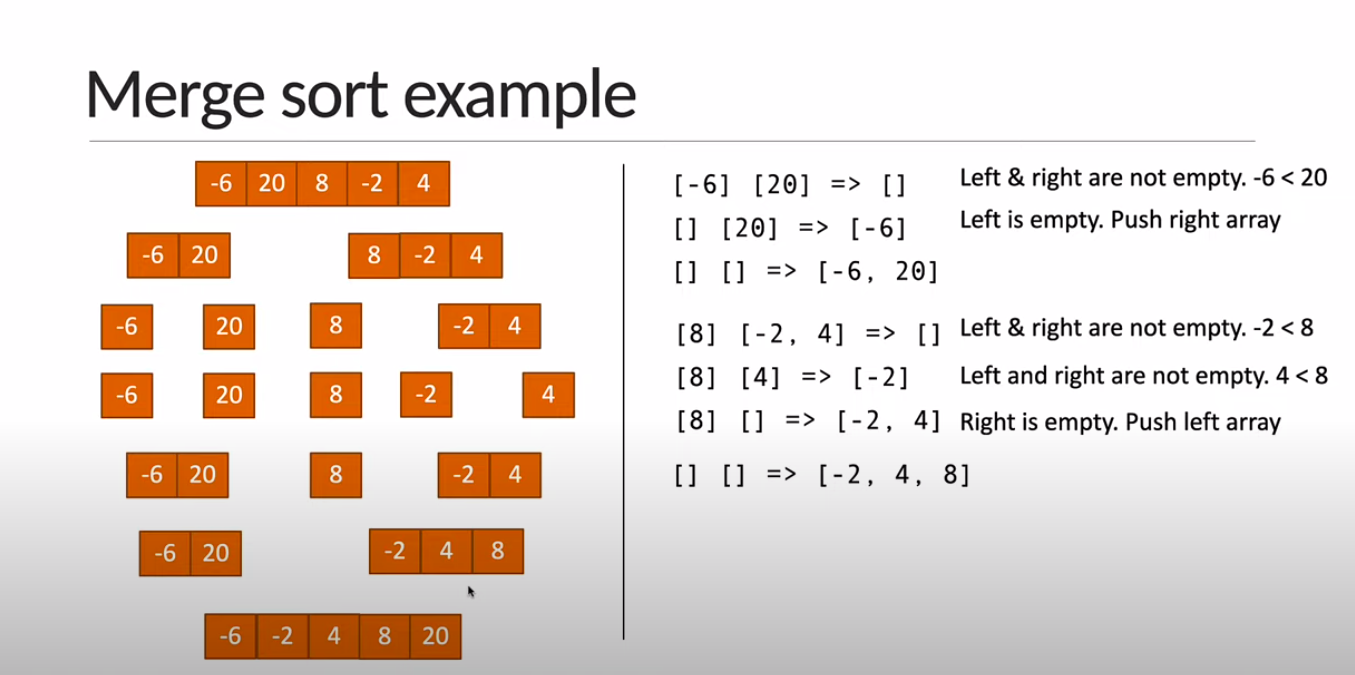 Merge sort example
-6 20 8 -2 4
-6 20 8 -2 4
-6 20 8 -2 4
-6 20 8 -2 4
-6 20 8 -2 4
-6 20 -2 4 8
-6 -2 4 8 20
[-6] [20] => [] Left & right are not empty. -6 < 20
[] [20] => [-6] Left is empty. Push right array
[] [] => [-6, 20]
[8] [-2, 4] => [] Left & right are not empty. -2 < 8
[8] [4] => [-2] Left and right are not empty. 4 < 8
[8] [] => [-2, 4] Right is empty. Push left array
[] [] => [-2, 4, 8]